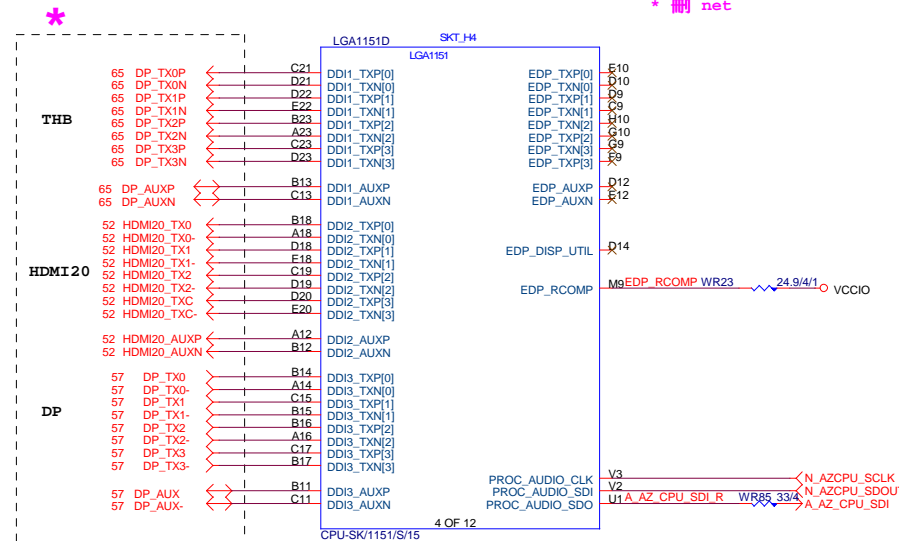 * 刪 net
*
LGA1151D SKT_H4
LGA1151
65 DP_TX0P C21 DDI1_TXP[0] EDP_TXP[0] E10
65 DP_TX0N D21 DDI1_TXN[0] EDP_TXN[0] D10
65 DP_TX1P D22 DDI1_TXP[1] EDP_TXP[1] D9
65 DP_TX1N E22 DDI1_TXN[1] EDP_TXN[1] C9
THB
65 DP_TX2P B23 DDI1_TXP[2] EDP_TXN[2] H10
65 DP_TX2N A23 DDI1_TXN[2] EDP_TXP[2] G10
65 DP_TX3P C23 DDI1_TXP[3] EDP_TXN[3] G9
65 DP_TX3N D23 DDI1_TXN[3] EDP_TXP[3] F9
65 DP_AUXP B13 DDI1_AUXP EDP_AUXP D12
65 DP_AUXN C13 DDI1_AUXN EDP_AUXN E12
52 HDMI20_TX0 B18 DDI2_TXP[0]
52 HDMI20_TX0- A18 DDI2_TXN[0]
52 HDMI20_TX1 D18 DDI2_TXP[1] EDP_DISP_UTIL D14
52 HDMI20_TX1- E18 DDI2_TXN[1]
HDMI20
52 HDMI20_TX2 C19 DDI2_TXP[2]
52 HDMI20_TX2- D19 DDI2_TXN[2] EDP_RCOMP M9 EDP_RCOMP WR23 24.9/4/1 VCCIO
52 HDMI20_TXC D20 DDI2_TXP[3]
52 HDMI20_TXC- E20 DDI2_TXN[3]
52 HDMI20_AUXP A12 DDI2_AUXP
52 HDMI20_AUXN B12 DDI2_AUXN
57 DP_TX0 B14 DDI3_TXP[0]
57 DP_TX0- A14 DDI3_TXN[0]
57 DP_TX1 C15 DDI3_TXP[1]
DP
57 DP_TX1- B15 DDI3_TXN[1]
57 DP_TX2 B16 DDI3_TXP[2]
57 DP_TX2- A16 DDI3_TXN[2]
57 DP_TX3 C17 DDI3_TXP[3]
57 DP_TX3- B17 DDI3_TXN[3]
PROC_AUDIO_CLK V3 N_AZCPU_SCLK
57 DP_AUX B11 DDI3_AUXP PROC_AUDIO_SDI V2 N_AZCPU_SDOUT
57 DP_AUX- C11 DDI3_AUXN PROC_AUDIO_SDO U1 A_AZ_CPU_SDI_R WR85 33/4 A_AZ_CPU_SDI
4 OF 12
CPU-SK/1151/S/15